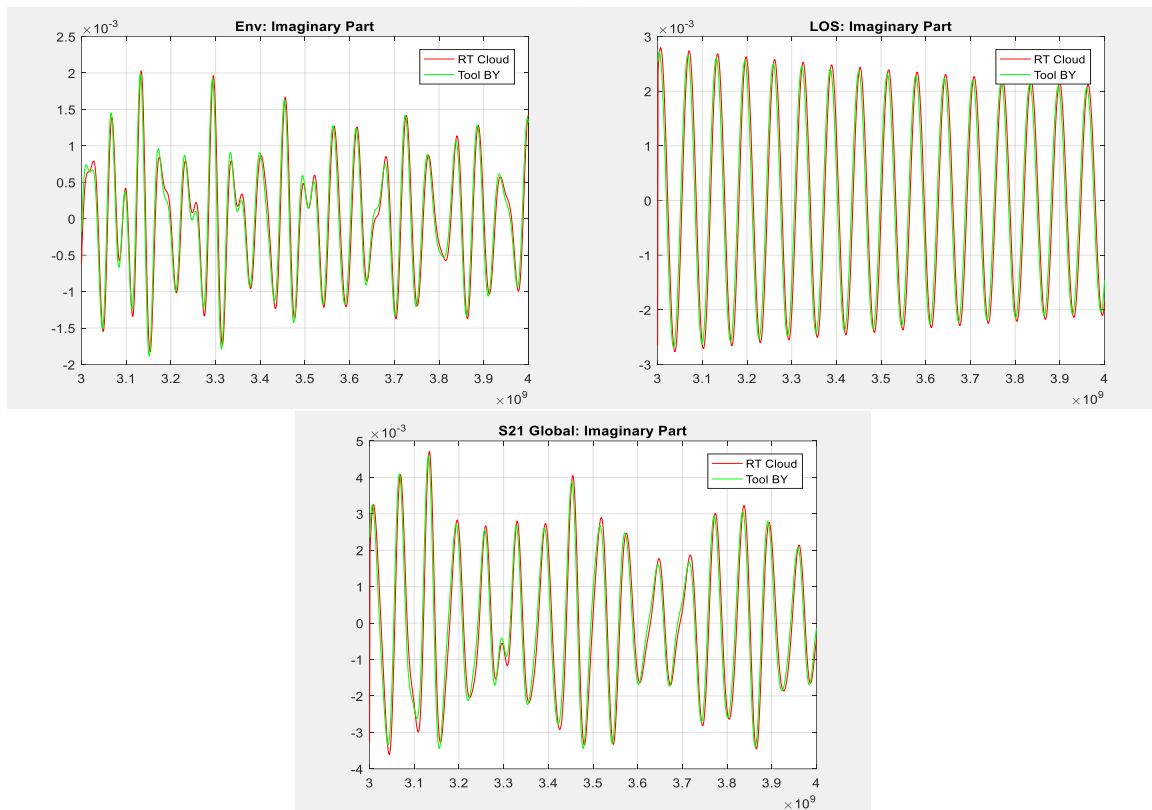 Env: Imaginary Part
×10⁻³
RT Cloud
Tool BY
2.5
2
1.5
1
0.5
0
-0.5
-1
-1.5
-2
3 3.1 3.2 3.3 3.4 3.5 3.6 3.7 3.8 3.9 4
×10⁹
LOS: Imaginary Part
×10⁻³
RT Cloud
Tool BY
3
2
1
0
-1
-2
-3
3 3.1 3.2 3.3 3.4 3.5 3.6 3.7 3.8 3.9 4
×10⁹
S21 Global: Imaginary Part
×10⁻³
RT Cloud
Tool BY
5
4
3
2
1
0
-1
-2
-3
-4
3 3.1 3.2 3.3 3.4 3.5 3.6 3.7 3.8 3.9 4
×10⁹